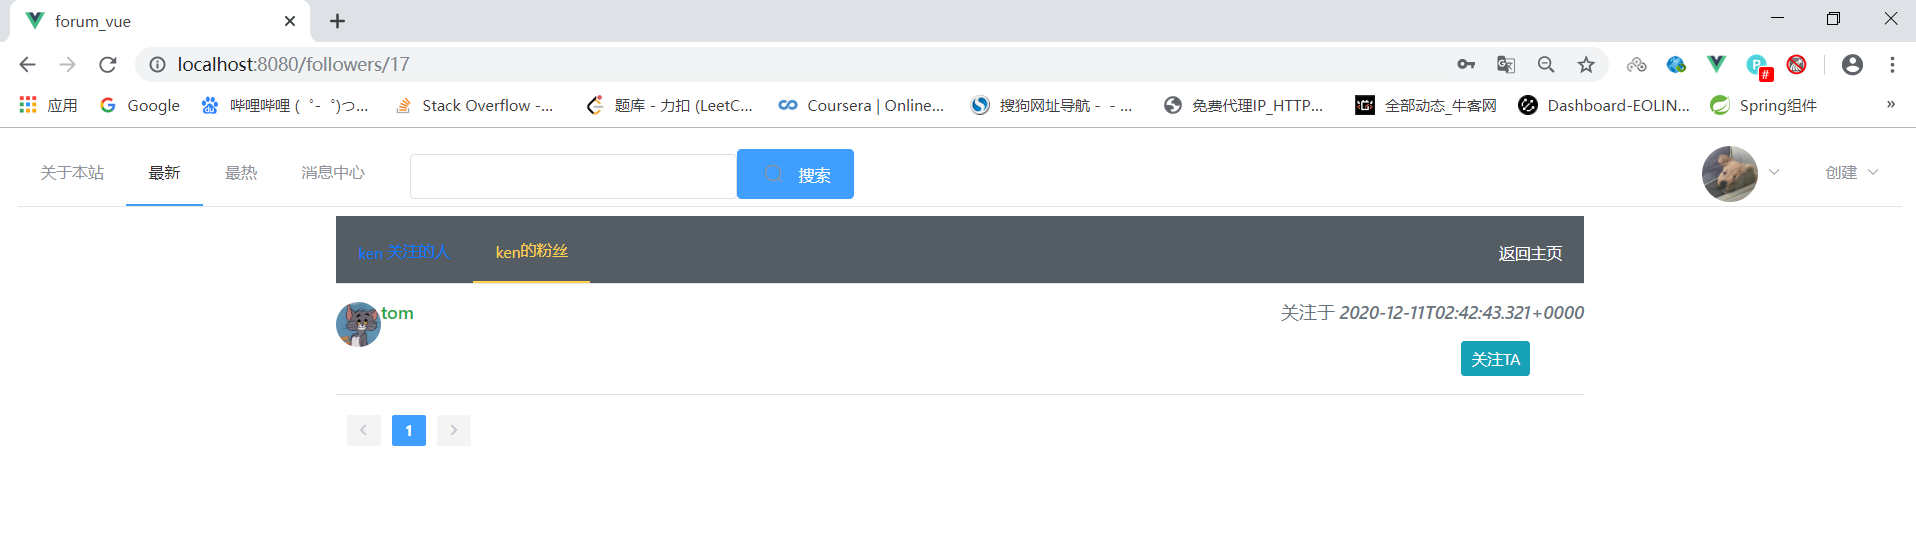 forum_vue
localhost:8080/followers/17
应用 Google 哔哩哔哩 ( ゜- ゜)つ... Stack Overflow -... 题库 - 力扣 (LeetC... Coursera | Online... 搜狗网址导航 - - ... 免费代理IP_HTTP... 全部动态_牛客网 Dashboard-EOLIN... Spring组件 »
关于本站 最新 最热 消息中心 搜索 创建
ken 关注的人 ken的粉丝 返回主页
tom 关注于 2020-12-11T02:42:43.321+0000
关注TA
1